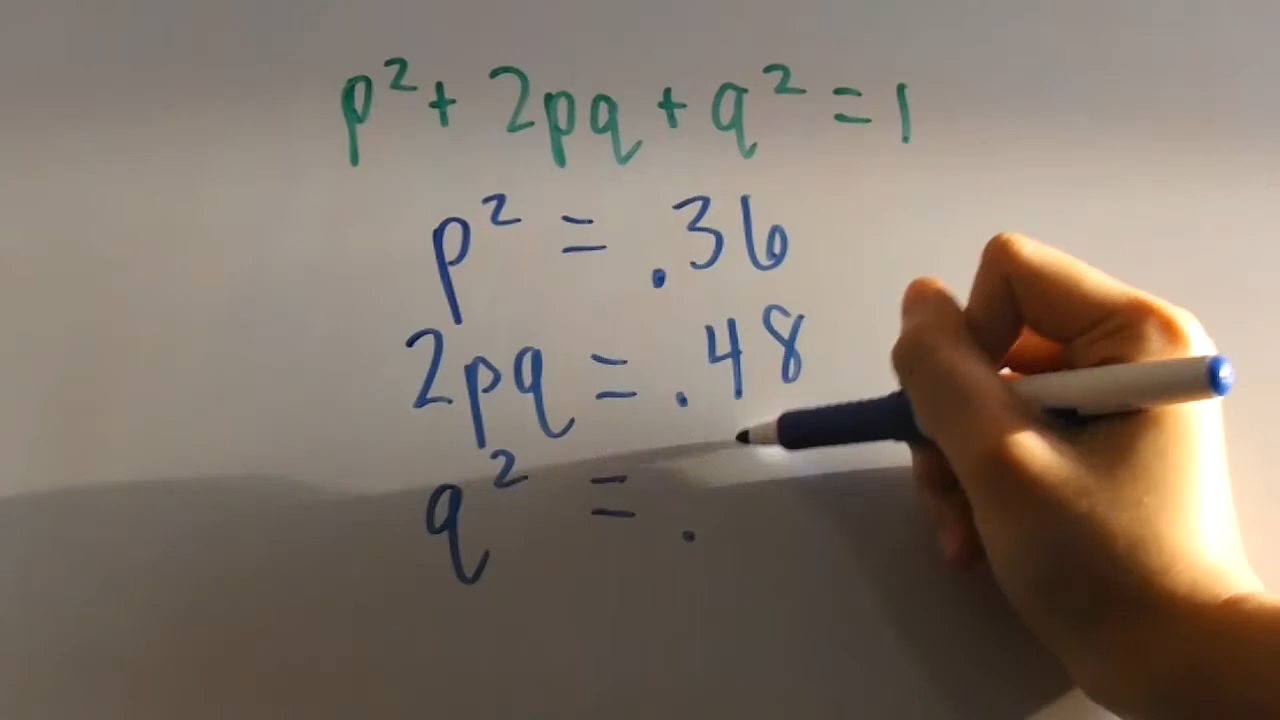 p² + 2pq + q² = 1
p² = .36
2pq = .48
q² = .